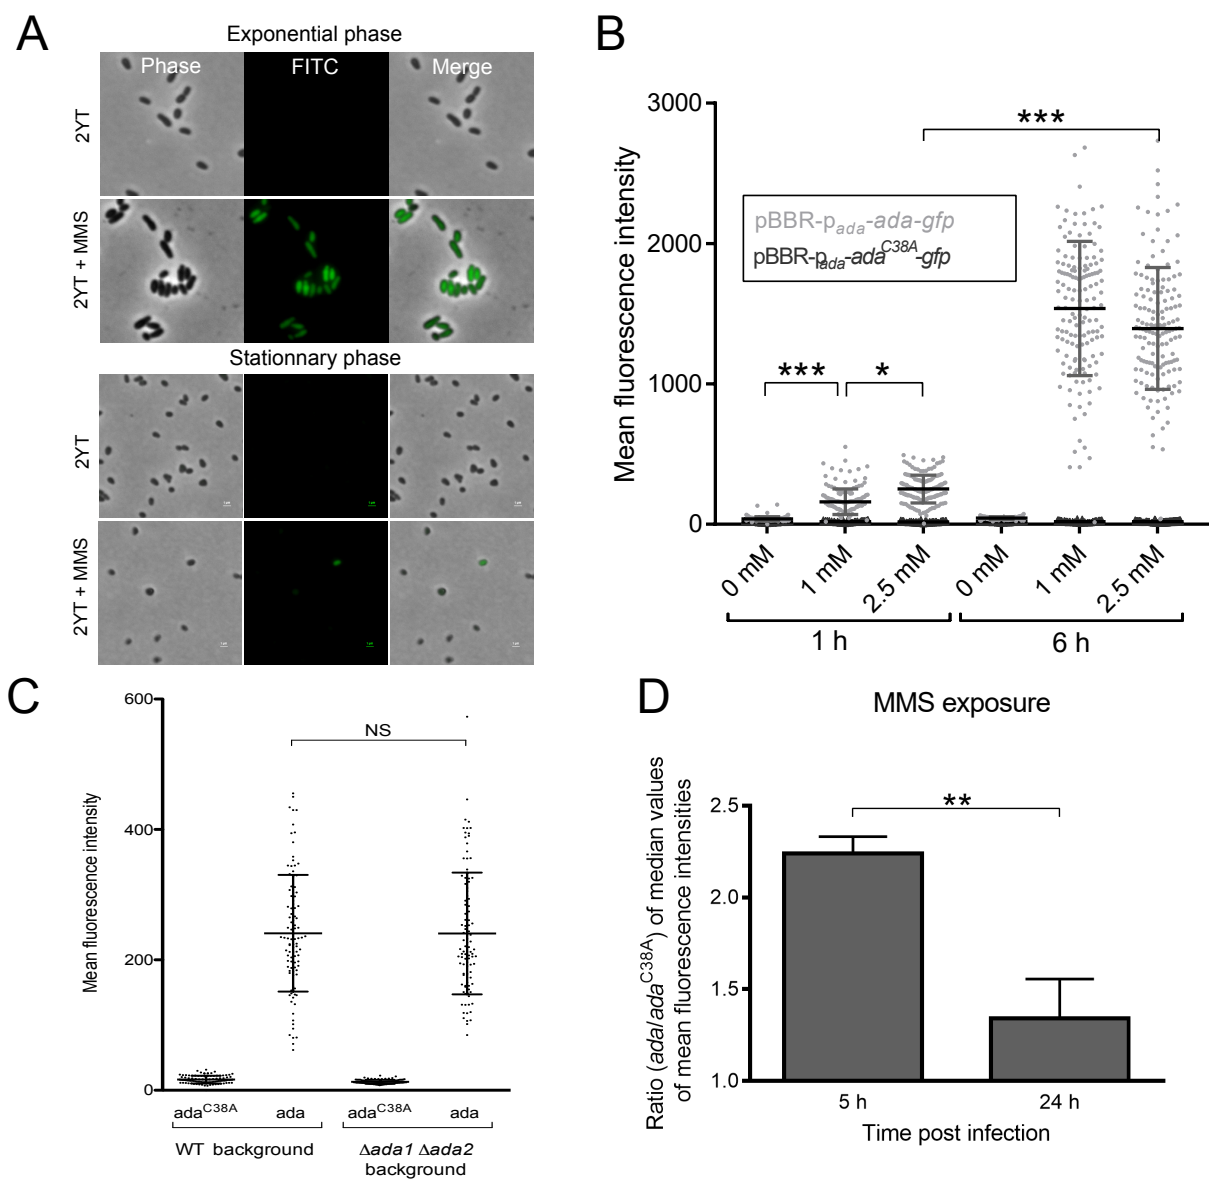 A
Exponential phase
Phase
FITC
Merge
2YT
2YT + MMS
Stationnary phase
2YT
2YT + MMS
B
Mean fluorescence intensity
3000
2000
1000
0
***
***
*
pBBR-pada-ada-gfp
pBBR-pada-adaC38A-gfp
0 mM
1 mM
2.5 mM
0 mM
1 mM
2.5 mM
1 h
6 h
C
Mean fluorescence intensity
600
400
200
0
NS
adaC38A
ada
adaC38A
ada
WT background
Δada1 Δada2
background
D
MMS exposure
Ratio (ada/adaC38A) of median values
of mean fluorescence intensities
2.5
2.0
1.5
1.0
**
5 h
24 h
Time post infection